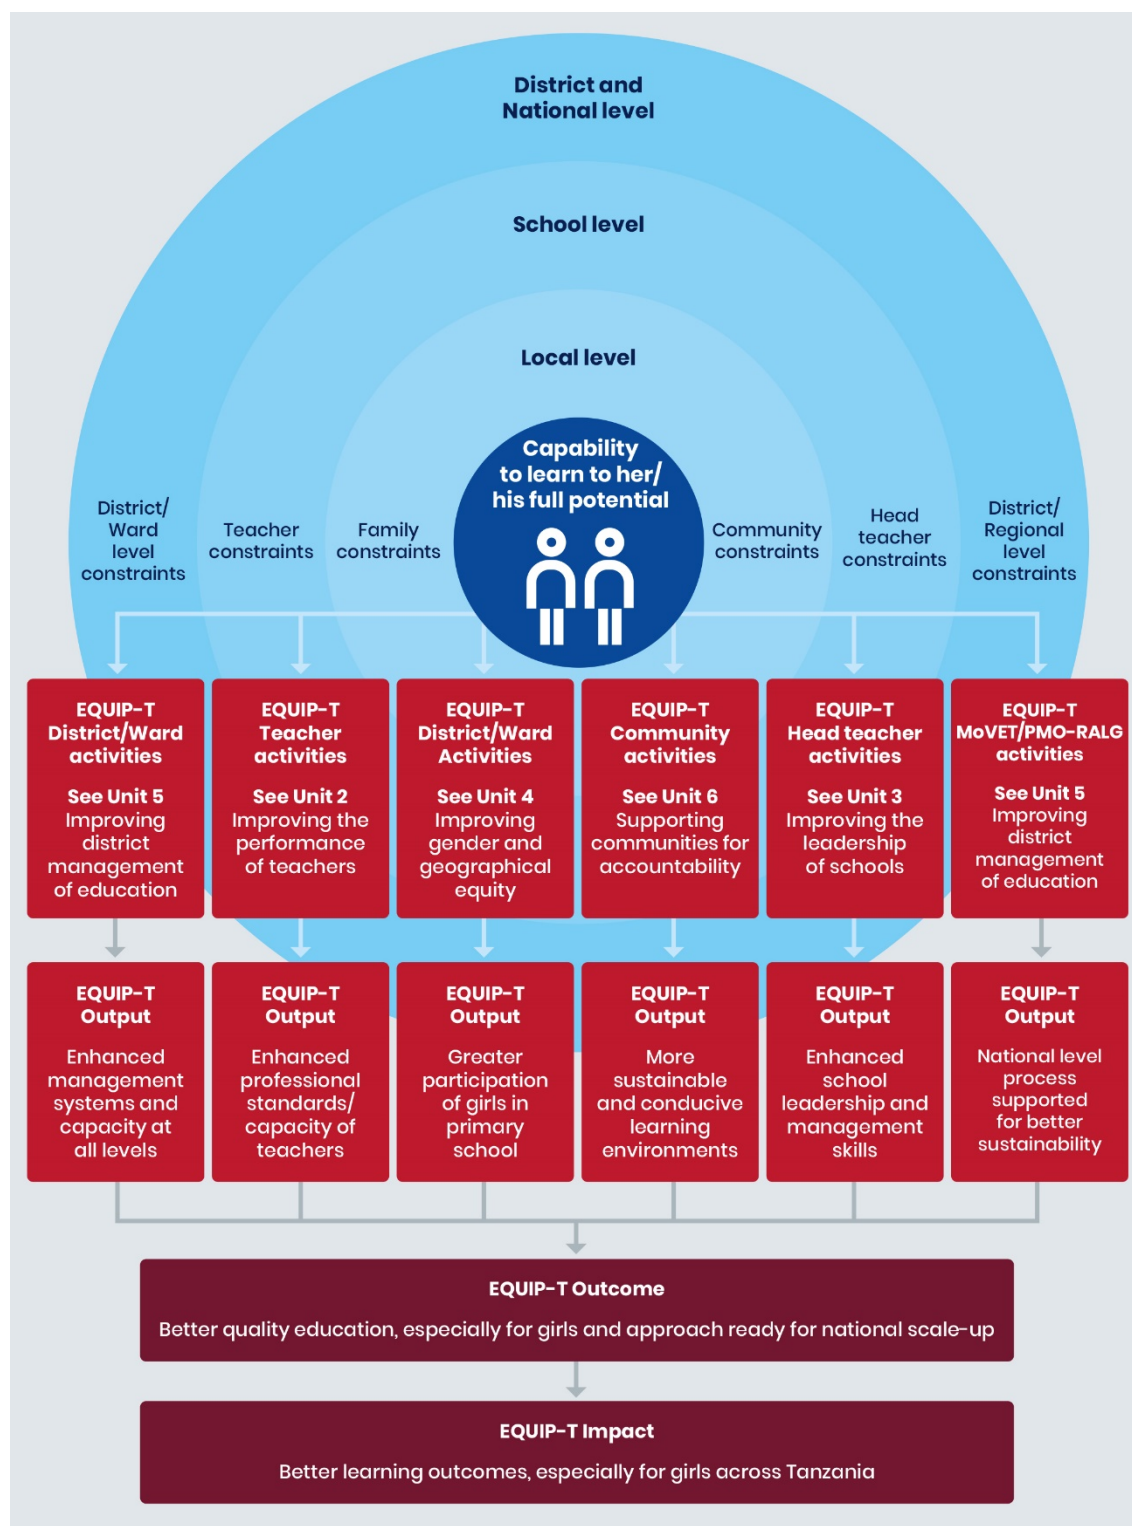 District and
National level
School level
Local level
Capability
to learn to her/
his full potential
District/
Ward
level
constraints
Teacher
constraints
Family
constraints
Community
constraints
Head
teacher
constraints
District/
Regional
level
constraints
EQUIP-T
District/Ward
activities
See Unit 5
Improving
district
management
of education
EQUIP-T
Teacher
activities
See Unit 2
Improving the
performance
of teachers
EQUIP-T
District/Ward
Activities
See Unit 4
Improving
gender and
geographical
equity
EQUIP-T
Community
activities
See Unit 6
Supporting
communities for
accountability
EQUIP-T
Head teacher
activities
See Unit 3
Improving the
leadership
of schools
EQUIP-T
MoVET/PMO-RALG
activities
See Unit 5
Improving
district
management
of education
EQUIP-T
Output
Enhanced
management
systems and
capacity at
all levels
EQUIP-T
Output
Enhanced
professional
standards/
capacity of
teachers
EQUIP-T
Output
Greater
participation
of girls in
primary
school
EQUIP-T
Output
More
sustainable
and conducive
learning
environments
EQUIP-T
Output
Enhanced
school
leadership and
management
skills
EQUIP-T
Output
National level
process
supported
for better
sustainability
EQUIP-T Outcome
Better quality education, especially for girls and approach ready for national scale-up
EQUIP-T Impact
Better learning outcomes, especially for girls across Tanzania